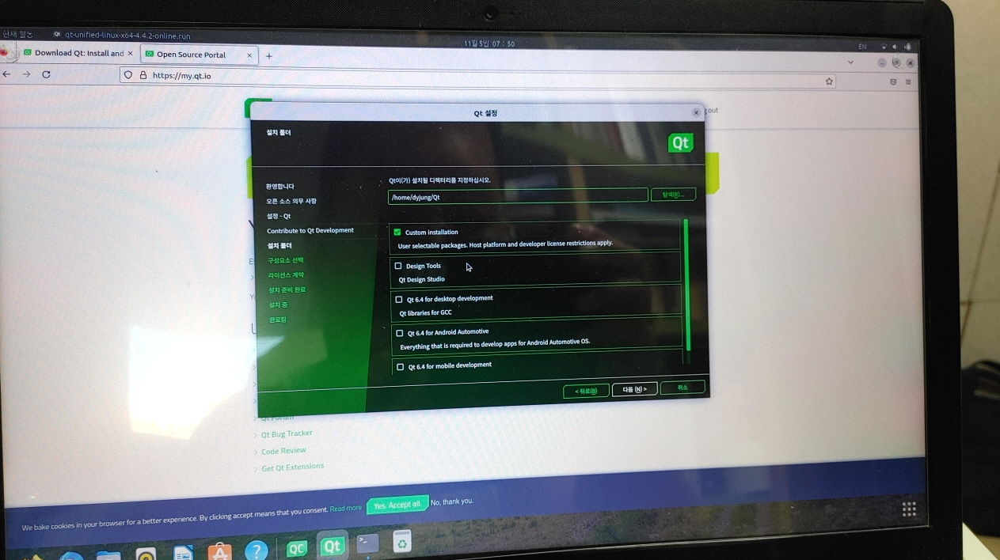 현재 활동
Qt qt-unified-linux-x64-4.4.2-online.run
11월 5일 07 : 50
EN
Download Qt: Install and
Open Source Portal
https://my.qt.io
Qt 설정
out
설치 폴더
Qt
환영합니다
오픈 소스 의무 사항
설정 - Qt
Contribute to Qt Development
설치 폴더
구성요소 선택
라이선스 계약
설치 준비 완료
설치 중
완료됨
Qt이(가) 설치될 디렉터리를 지정하십시오.
/home/dyjung/Qt
탐색(R)...
Custom installation
User selectable packages. Host platform and developer license restrictions apply.
Design Tools
Qt Design Studio
Qt 6.4 for desktop development
Qt libraries for GCC
Qt 6.4 for Android Automotive
Everything that is required to develop apps for Android Automotive OS.
Qt 6.4 for mobile development
< 뒤로(B)
다음 (N) >
취소
Qt Forum
> Qt Bug Tracker
> Code Review
> Get Qt Extensions
We bake cookies in your browser for a better experience. By clicking accept means that you consent. Read more
Yes. Accept all.
No, thank you.
QC
Qt